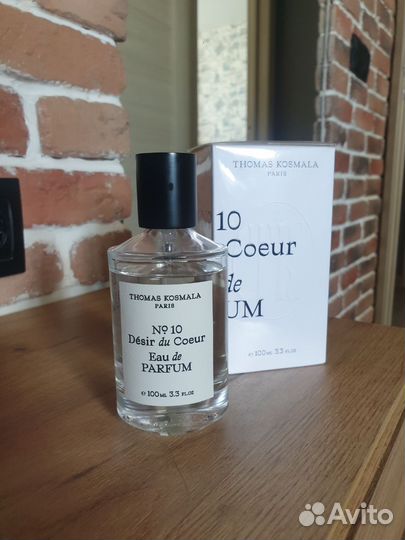 THOMAS KOSMALA
PARIS
10
Coeur
de
UM
℮ 100ML 3.3 FL.OZ
THOMAS KOSMALA
PARIS
Nº 10
Désir du Coeur
Eau de
PARFUM
℮ 100ML 3.3 FL.OZ
Avito